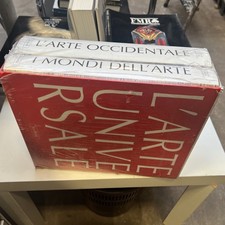 L'ARTE OCCIDENTALE
I MONDI DELL'ARTE
L'ARTE
UNIVE
RSALE